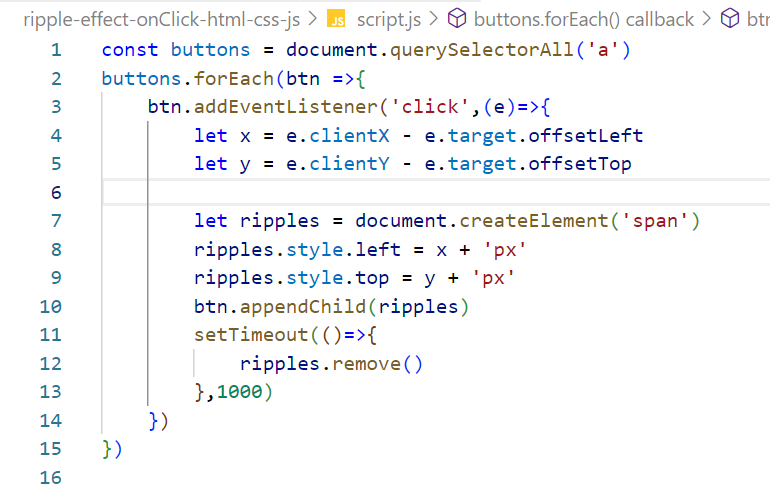 ripple-effect-onClick-html-css-js > JS script.js > buttons.forEach() callback > btn
1 const buttons = document.querySelectorAll('a')
2 buttons.forEach(btn =>{
3     btn.addEventListener('click',(e)=>{
4         let x = e.clientX - e.target.offsetLeft
5         let y = e.clientY - e.target.offsetTop
6
7         let ripples = document.createElement('span')
8         ripples.style.left = x + 'px'
9         ripples.style.top = y + 'px'
10         btn.appendChild(ripples)
11         setTimeout(()=>{
12             ripples.remove()
13         },1000)
14     })
15 })
16